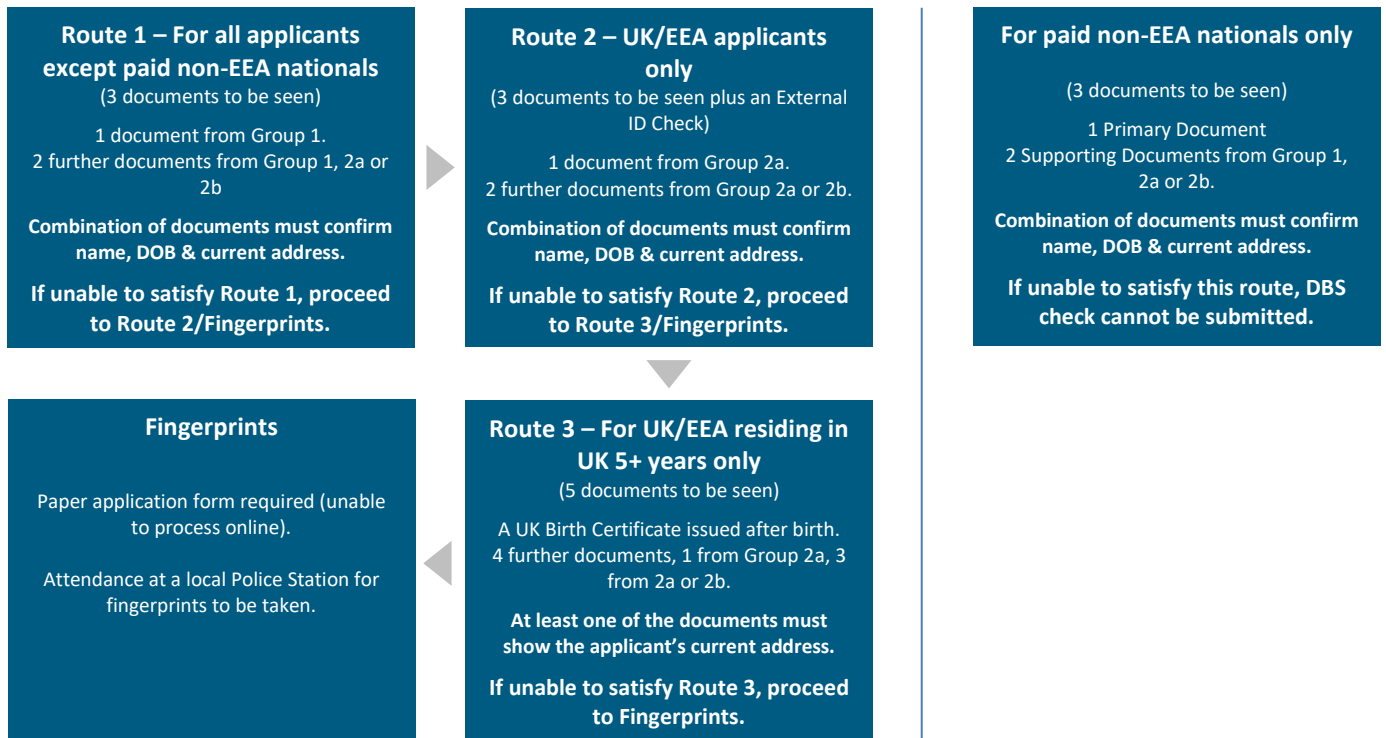 Route 1 – For all applicants
except paid non-EEA nationals
(3 documents to be seen)
1 document from Group 1.
2 further documents from Group 1, 2a or
2b
Combination of documents must confirm
name, DOB & current address.
If unable to satisfy Route 1, proceed
to Route 2/Fingerprints.
Route 2 – UK/EEA applicants
only
(3 documents to be seen plus an External
ID Check)
1 document from Group 2a.
2 further documents from Group 2a or 2b.
Combination of documents must confirm
name, DOB & current address.
If unable to satisfy Route 2, proceed
to Route 3/Fingerprints.
For paid non-EEA nationals only
(3 documents to be seen)
1 Primary Document
2 Supporting Documents from Group 1,
2a or 2b.
Combination of documents must confirm
name, DOB & current address.
If unable to satisfy this route, DBS
check cannot be submitted.
Fingerprints
Paper application form required (unable
to process online).
Attendance at a local Police Station for
fingerprints to be taken.
Route 3 – For UK/EEA residing in
UK 5+ years only
(5 documents to be seen)
A UK Birth Certificate issued after birth.
4 further documents, 1 from Group 2a, 3
from 2a or 2b.
At least one of the documents must
show the applicant’s current address.
If unable to satisfy Route 3, proceed
to Fingerprints.